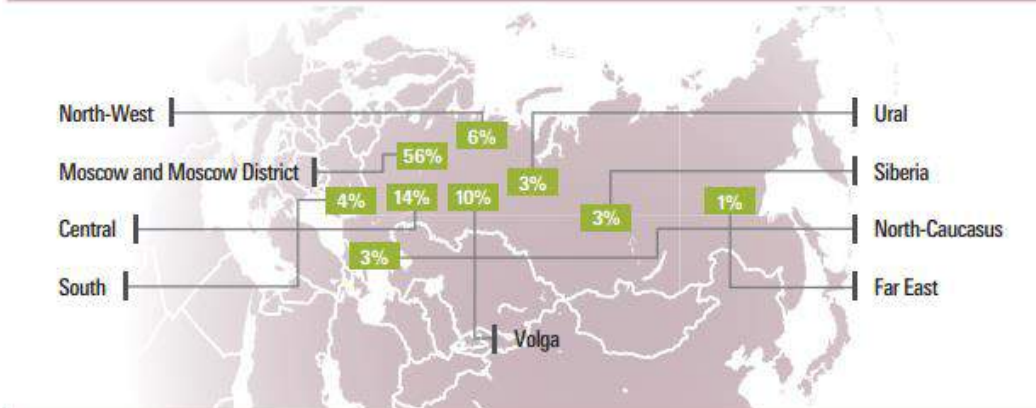 North-West
Ural
6%
56%
Moscow and Moscow District
Siberia
3%
4%
14%
10%
1%
3%
Central
North-Caucasus
3%
South
Far East
Volga